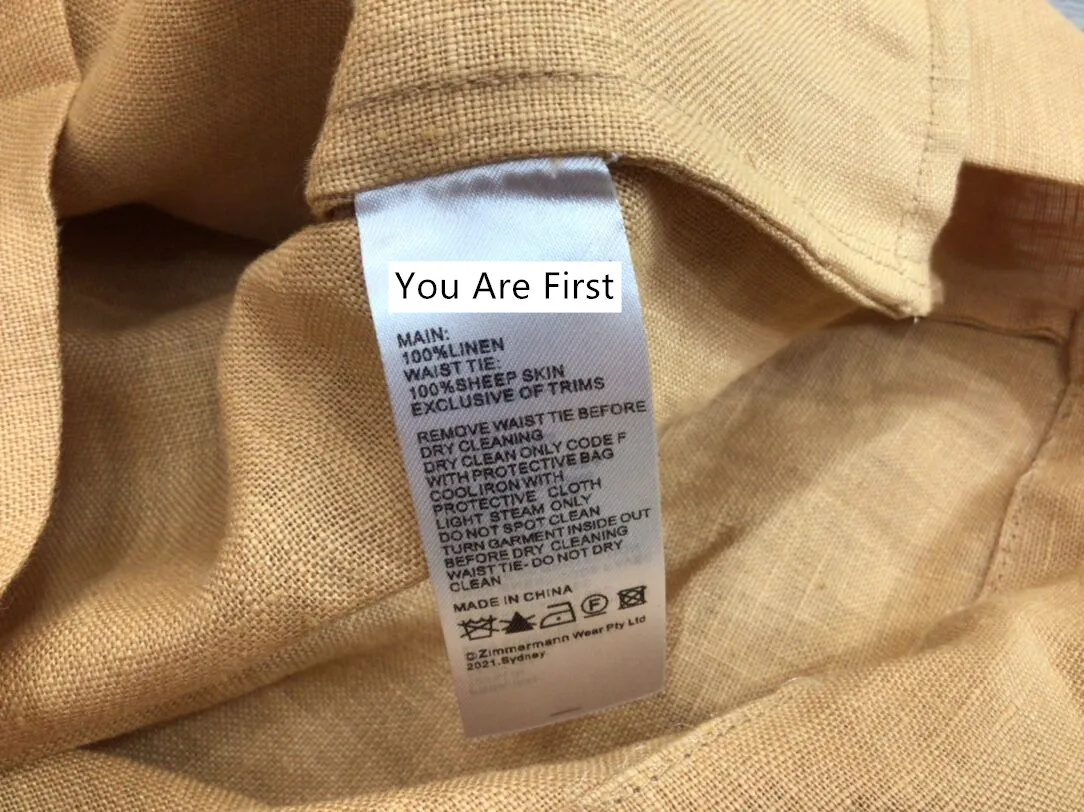 You Are First
MAIN:
100%LINEN
WAIST TIE:
100%SHEEP SKIN
EXCLUSIVE OF TRIMS
REMOVE WAIST TIE BEFORE
DRY CLEANING
DRY CLEAN ONLY CODE F
WITH PROTECTIVE BAG
COOL IRON WITH
PROTECTIVE CLOTH
LIGHT STEAM ONLY
DO NOT SPOT CLEAN
TURN GARMENT INSIDE OUT
BEFORE DRY CLEANING
WAIST TIE- DO NOT DRY
CLEAN
MADE IN CHINA
F
©Zimmermann Wear Pty Ltd
2021.Sydney